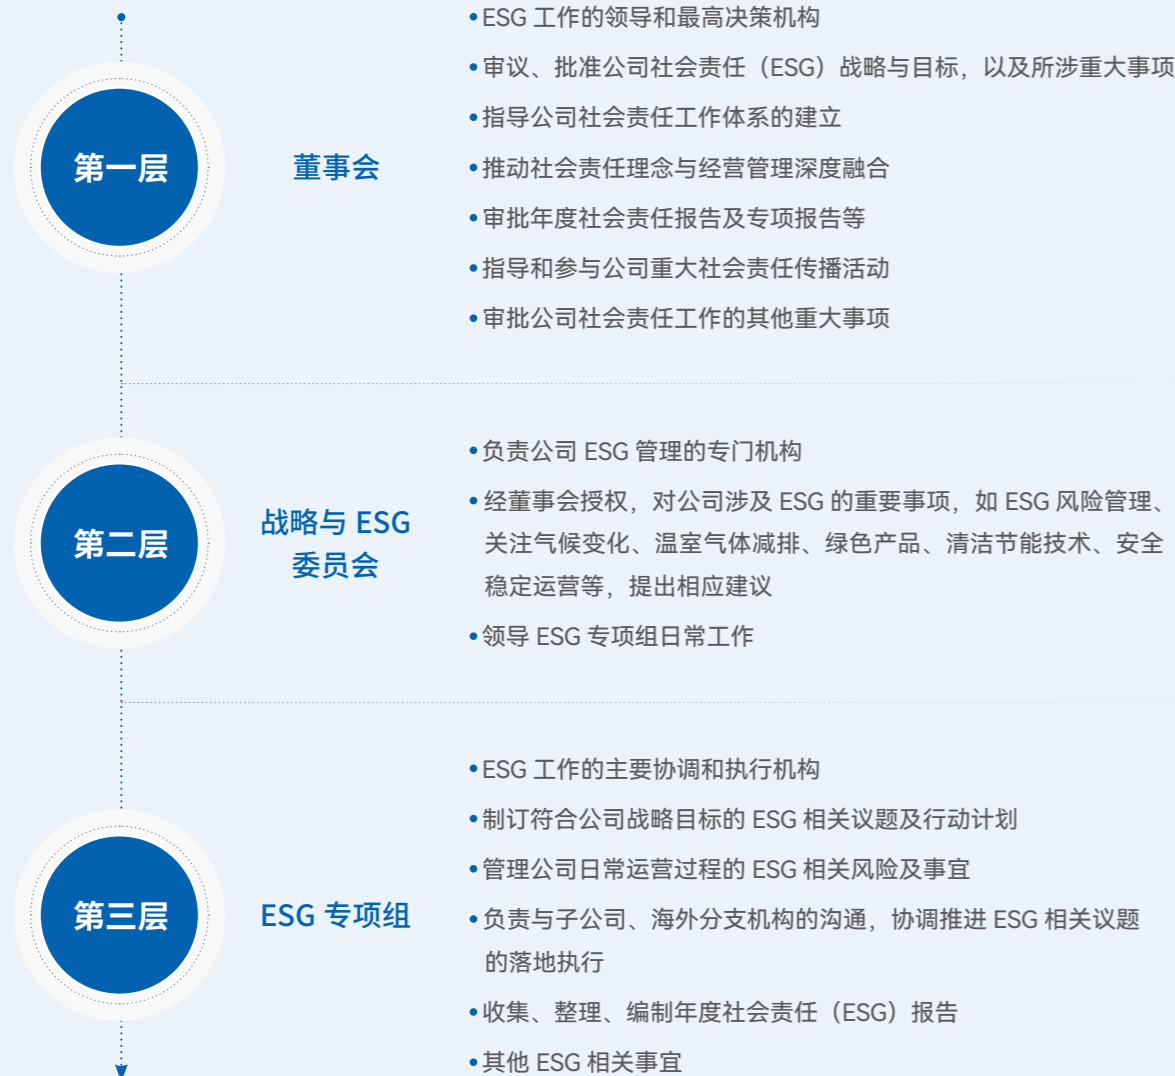 • ESG 工作的领导和最高决策机构
• 审议、批准公司社会责任（ESG）战略与目标，以及所涉重大事项
• 指导公司社会责任工作体系的建立
第一层
董事会
• 推动社会责任理念与经营管理深度融合
• 审批年度社会责任报告及专项报告等
• 指导和参与公司重大社会责任传播活动
• 审批公司社会责任工作的其他重大事项
第二层
战略与 ESG
委员会
• 负责公司 ESG 管理的专门机构
• 经董事会授权，对公司涉及 ESG 的重要事项，如 ESG 风险管理、
关注气候变化、温室气体减排、绿色产品、清洁节能技术、安全
稳定运营等，提出相应建议
• 领导 ESG 专项组日常工作
第三层
ESG 专项组
• ESG 工作的主要协调和执行机构
• 制订符合公司战略目标的 ESG 相关议题及行动计划
• 管理公司日常运营过程的 ESG 相关风险及事宜
• 负责与子公司、海外分支机构的沟通，协调推进 ESG 相关议题
的落地执行
• 收集、整理、编制年度社会责任（ESG）报告
• 其他 ESG 相关事宜